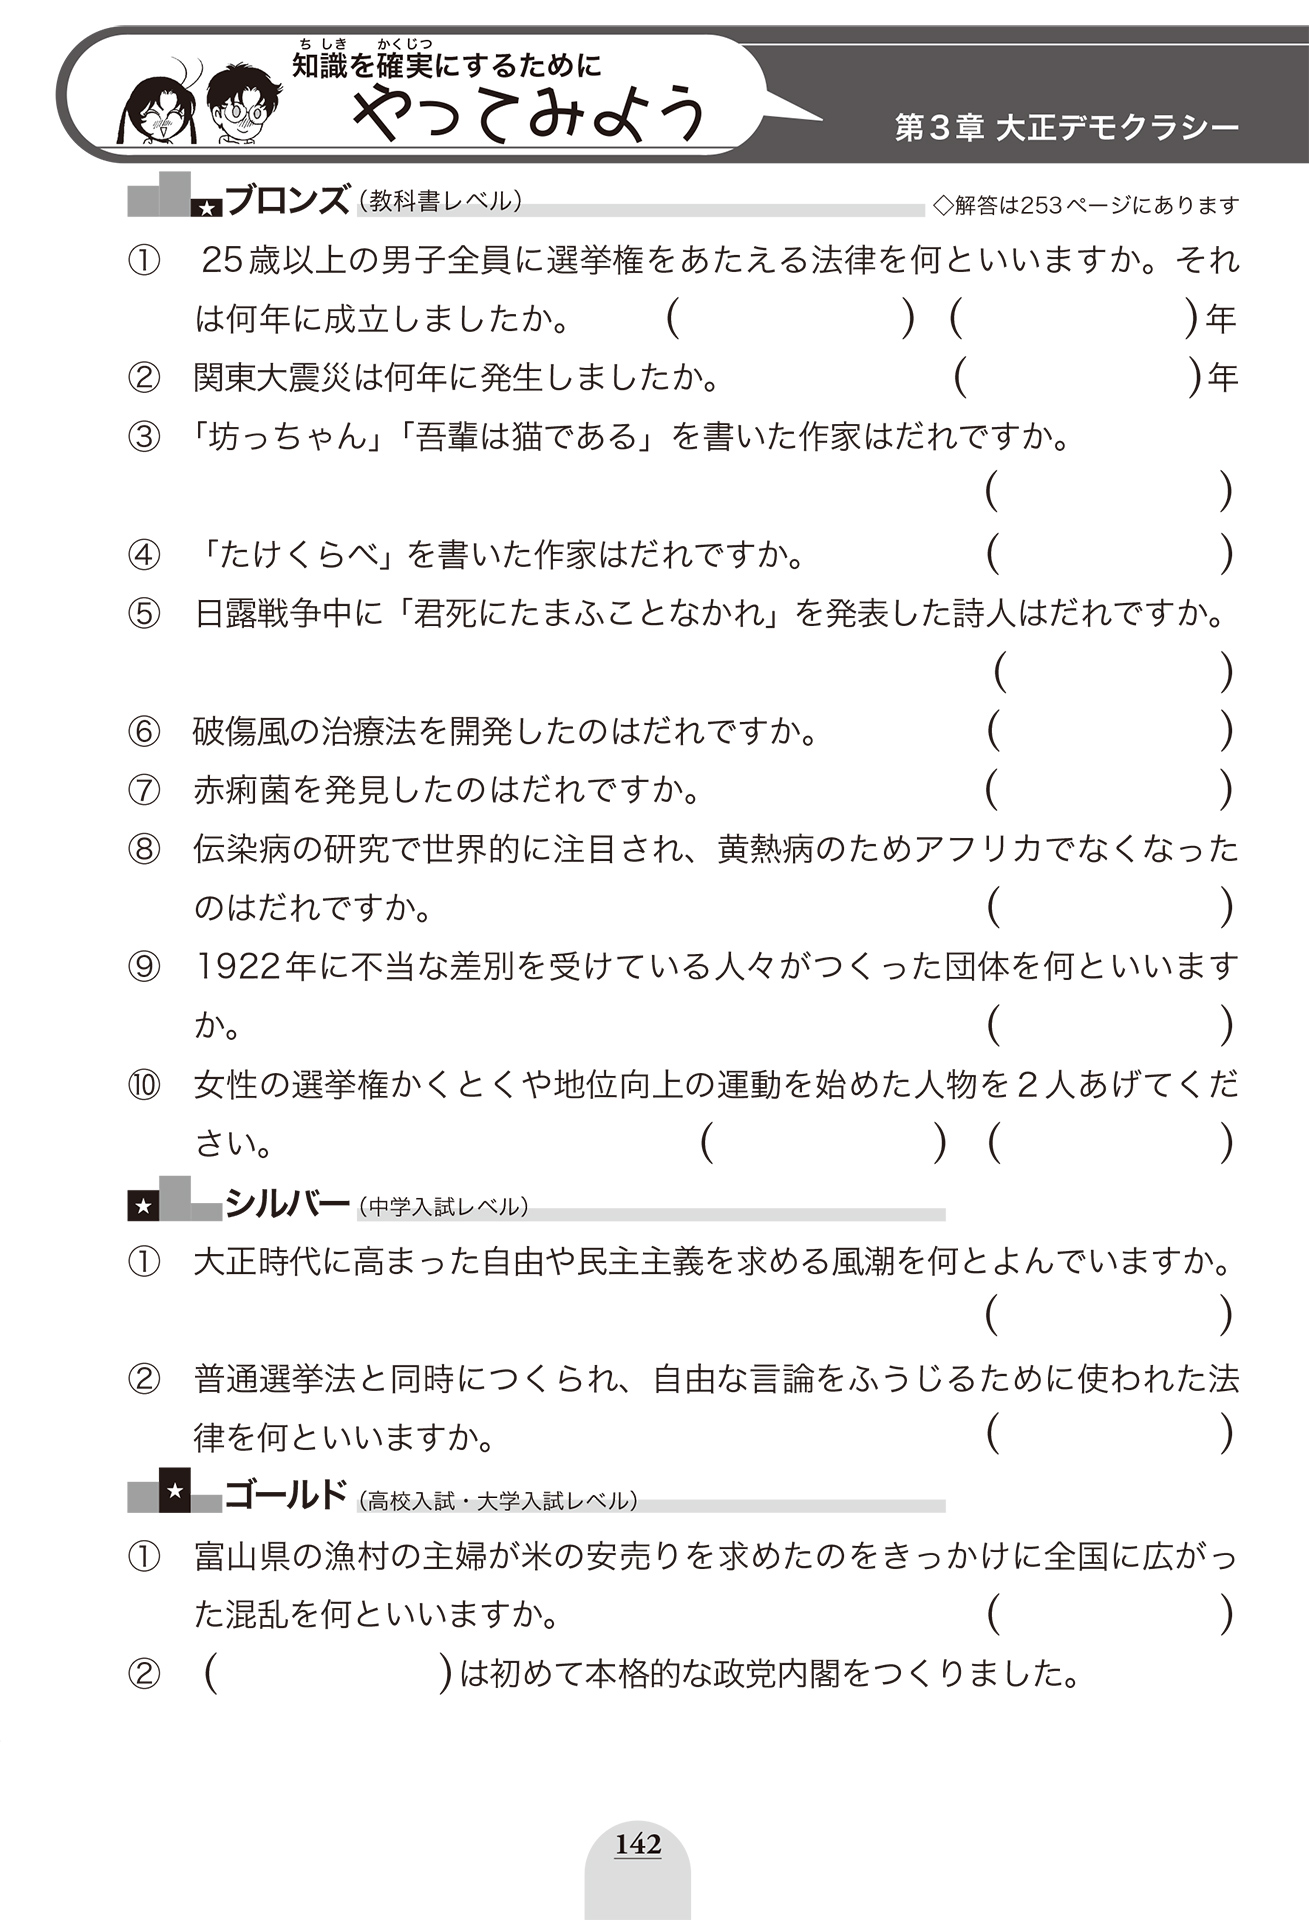 知識を確実にするために
やってみよう
第3章 大正デモクラシー
ブロンズ（教科書レベル） ◇解答は253ページにあります
① 25歳以上の男子全員に選挙権をあたえる法律を何といいますか。それ
は何年に成立しましたか。 （　　　）（　　　）年
② 関東大震災は何年に発生しましたか。 （　　　）年
③ 「坊っちゃん」「吾輩は猫である」を書いた作家はだれですか。
（　　　）
④ 「たけくらべ」を書いた作家はだれですか。 （　　　）
⑤ 日露戦争中に「君死にたまふことなかれ」を発表した詩人はだれですか。
（　　　）
⑥ 破傷風の治療法を開発したのはだれですか。 （　　　）
⑦ 赤痢菌を発見したのはだれですか。 （　　　）
⑧ 伝染病の研究で世界的に注目され、黄熱病のためアフリカでなくなった
のはだれですか。 （　　　）
⑨ 1922年に不当な差別を受けている人々がつくった団体を何といいます
か。 （　　　）
⑩ 女性の選挙権かくとくや地位向上の運動を始めた人物を2人あげてくだ
さい。 （　　　）（　　　）
シルバー（中学入試レベル）
① 大正時代に高まった自由や民主主義を求める風潮を何とよんでいますか。
（　　　）
② 普通選挙法と同時につくられ、自由な言論をふうじるために使われた法
律を何といいますか。 （　　　）
ゴールド（高校入試・大学入試レベル）
① 富山県の漁村の主婦が米の安売りを求めたのをきっかけに全国に広がっ
た混乱を何といいますか。 （　　　）
② （　　　）は初めて本格的な政党内閣をつくりました。
142